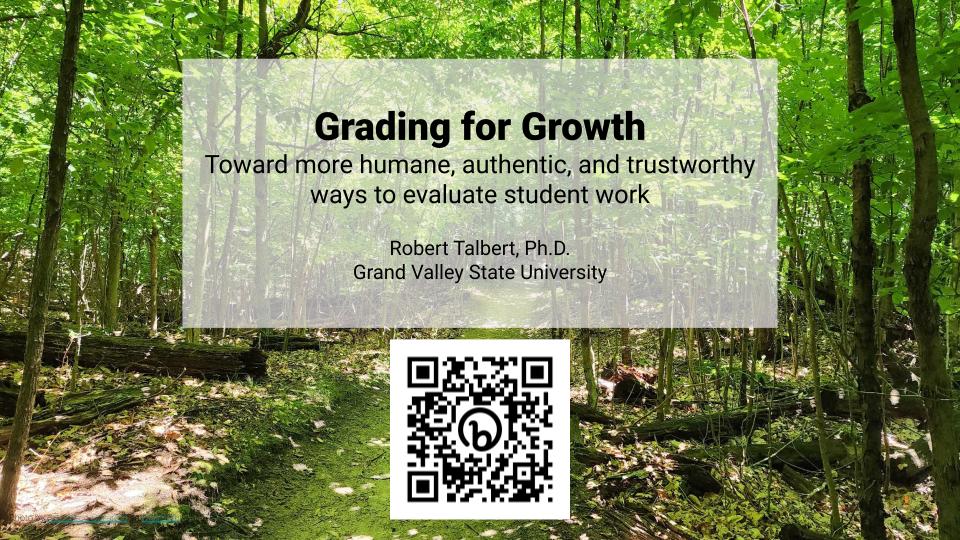 Grading for Growth
Toward more humane, authentic, and trustworthy
ways to evaluate student work
Robert Talbert, Ph.D.
Grand Valley State University